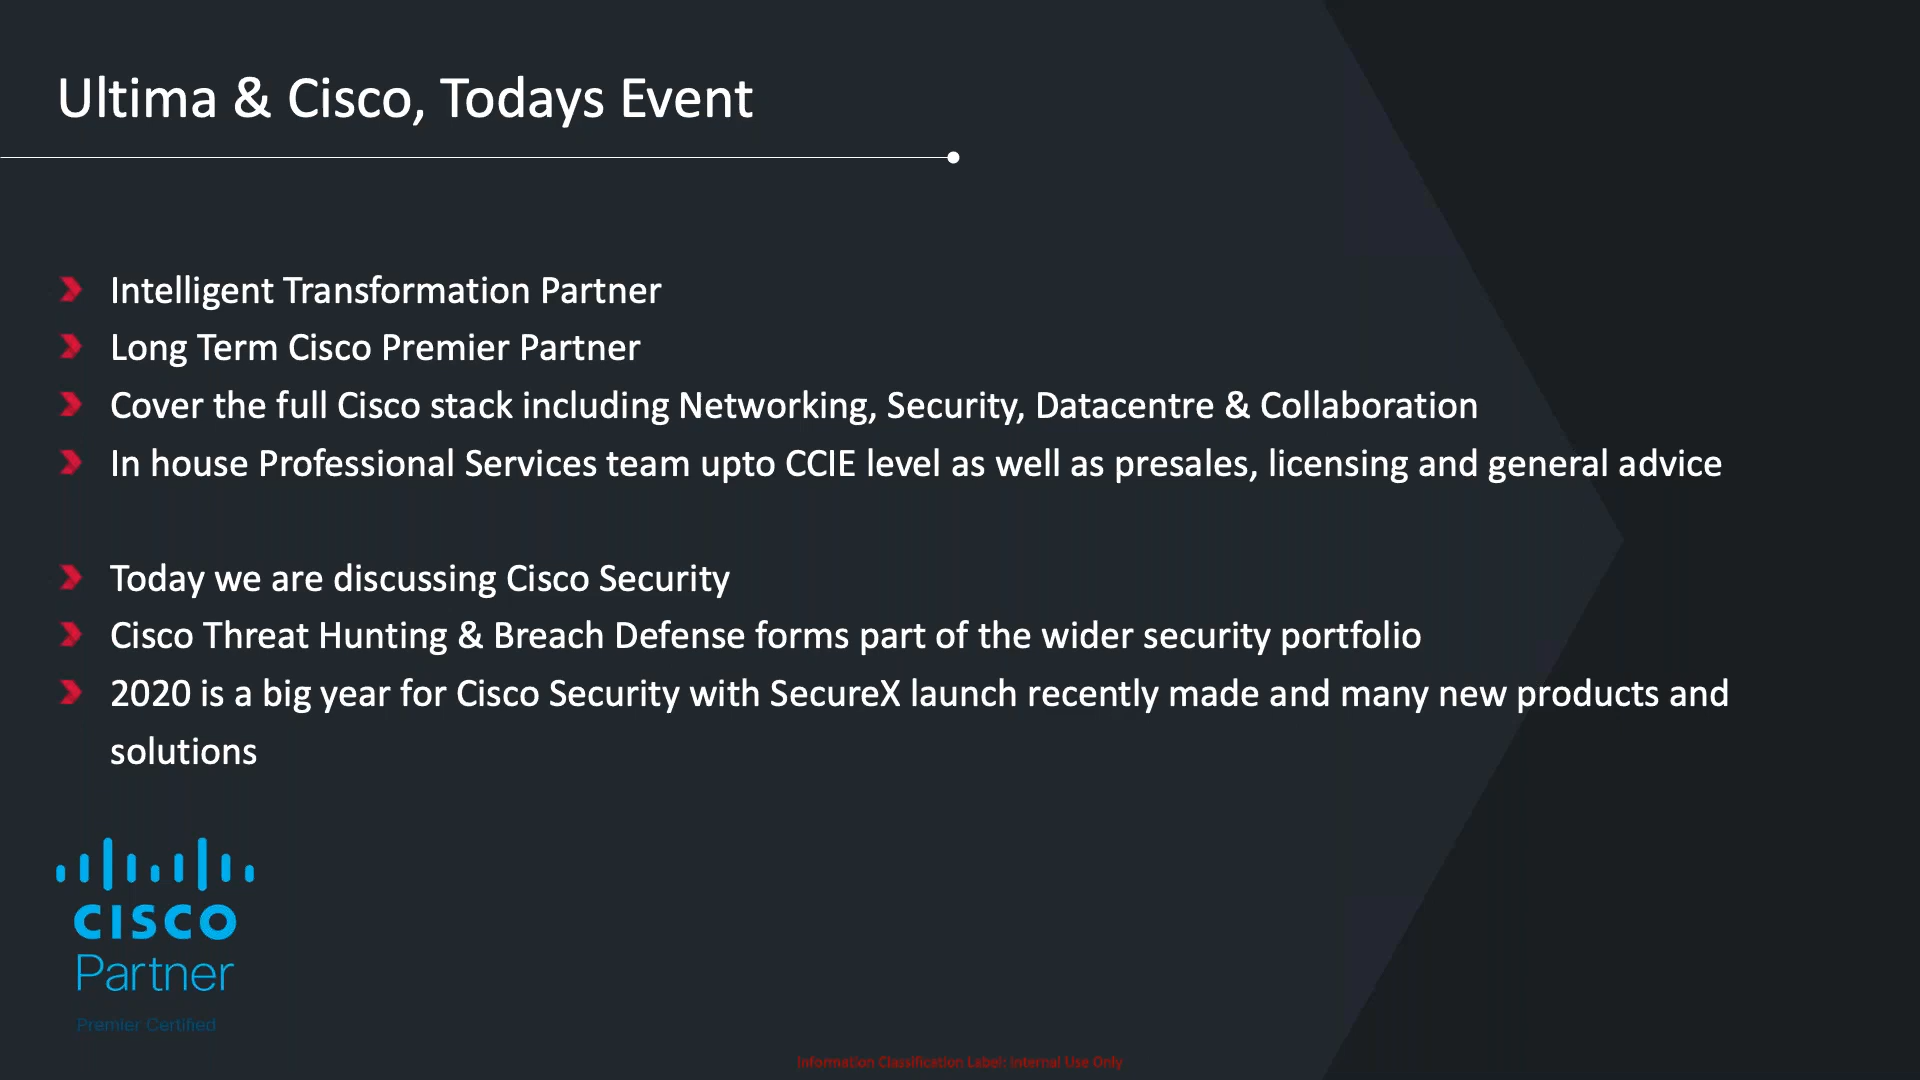 Ultima & Cisco, Todays Event
Intelligent Transformation Partner
Long Term Cisco Premier Partner
Cover the full Cisco stack including Networking, Security, Datacentre & Collaboration
In house Professional Services team upto CCIE level as well as presales, licensing and general advice
Today we are discussing Cisco Security
Cisco Threat Hunting & Breach Defense forms part of the wider security portfolio
2020 is a big year for Cisco Security with SecureX launch recently made and many new products and
solutions
CISCO
Partner
Premier Certified
Information Classification Label: Internal Use Only